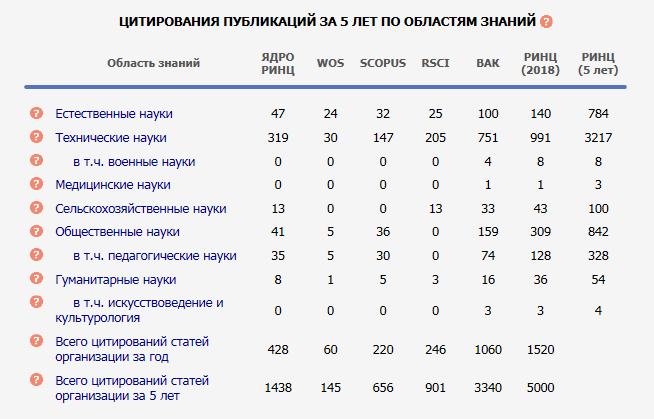 ЦИТИРОВАНИЯ ПУБЛИКАЦИЙ ЗА 5 ЛЕТ ПО ОБЛАСТЯМ ЗНАНИЙ ?
Область знаний ЯДРО РИНЦ WOS SCOPUS RSCI ВАК РИНЦ (2018) РИНЦ (5 лет)
? Естественные науки 47 24 32 25 100 140 784
? Технические науки 319 30 147 205 751 991 3217
? в т.ч. военные науки 0 0 0 0 4 8 8
? Медицинские науки 0 0 0 0 1 1 3
? Сельскохозяйственные науки 13 0 0 13 33 43 100
? Общественные науки 41 5 36 0 159 309 842
? в т.ч. педагогические науки 35 5 30 0 74 128 328
? Гуманитарные науки 8 1 5 3 16 36 54
? в т.ч. искусствоведение и
культурология 0 0 0 0 3 3 4
? Всего цитирований статей
организации за год 428 60 220 246 1060 1520
? Всего цитирований статей
организации за 5 лет 1438 145 656 901 3340 5000